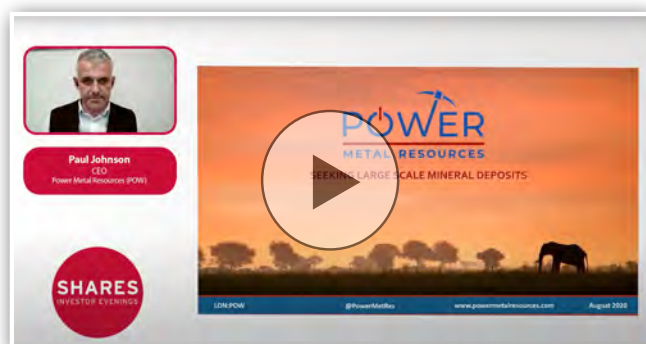 Paul Johnson
CEO
Power Metal Resources (POW)
SHARES
INVESTOR EVENINGS
POWER
METAL RESOURCES
SEEKING LARGE SCALE MINERAL DEPOSITS
LON:POW @PowerMetRes www.powermetalresources.com August 2020